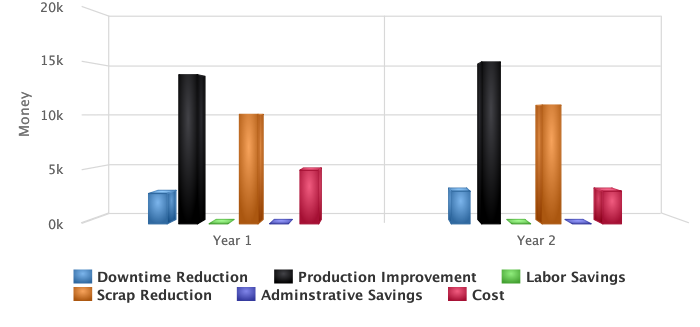 20k
15k
10k
5k
0k
Money
Year 1
Year 2
Downtime Reduction
Production Improvement
Labor Savings
Scrap Reduction
Adminstrative Savings
Cost